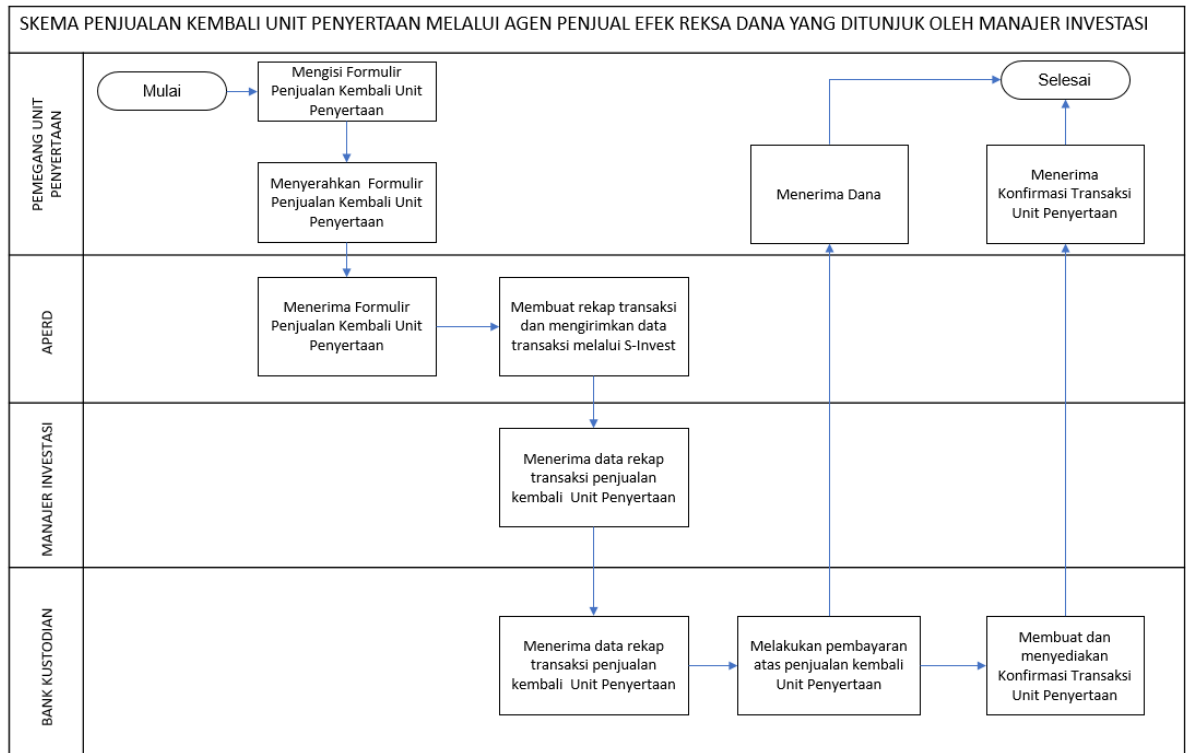 SKEMA PENJUALAN KEMBALI UNIT PENYERTAAN MELALUI AGEN PENJUAL EFEK REKSA DANA YANG DITUNJUK OLEH MANAJER INVESTASI
PEMEGANG UNIT
PENYERTAAN
Mulai
Mengisi Formulir
Penjualan Kembali Unit
Penyertaan
Selesai
Menyerahkan Formulir
Penjualan Kembali Unit
Penyertaan
Menerima Dana
Menerima
Konfirmasi Transaksi
Unit Penyertaan
APERD
Menerima Formulir
Penjualan Kembali Unit
Penyertaan
Membuat rekap transaksi
dan mengirimkan data
transaksi melalui S-Invest
MANAJER INVESTASI
Menerima data rekap
transaksi penjualan
kembali Unit Penyertaan
BANK KUSTODIAN
Menerima data rekap
transaksi penjualan
kembali Unit Penyertaan
Melakukan pembayaran
atas penjualan kembali
Unit Penyertaan
Membuat dan
menyediakan
Konfirmasi Transaksi
Unit Penyertaan